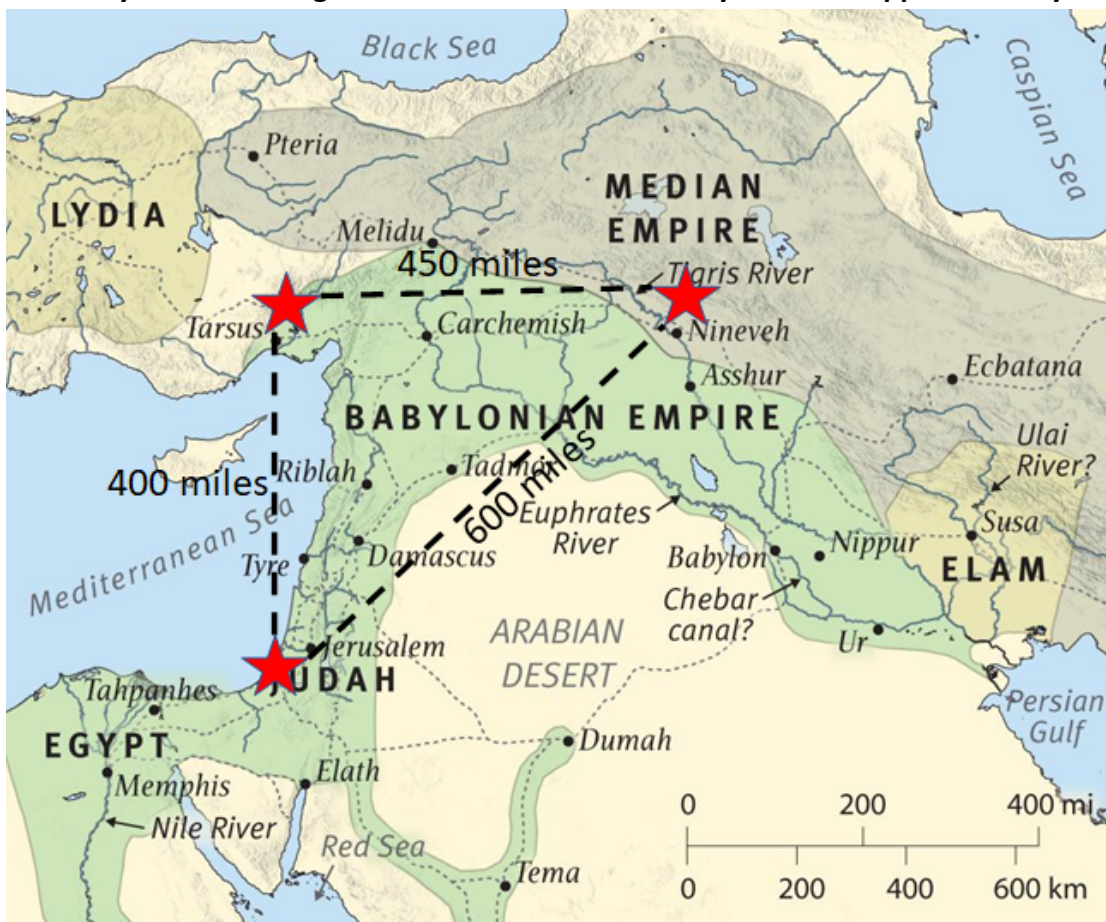 Black Sea
Caspian Sea
Pteria
MEDIAN
EMPIRE
LYDIA
Melidu
450 miles
Tigris River
Tarsus
Carchemish
Nineveh
Asshur
Ecbatana
BABYLONIAN EMPIRE
Ulai
River?
400 miles
Riblah
600 miles
Euphrates
River
Susa
Mediterranean Sea
Tyre
Damascus
Babylon
Nippur
ELAM
Chebar
canal?
Jerusalem
ARABIAN
DESERT
Ur
Tahpanhes
Persian
Gulf
EGYPT
Dumah
Elath
Memphis
Nile River
0 200 400 mi
Red Sea
Tema
0 200 400 600 km